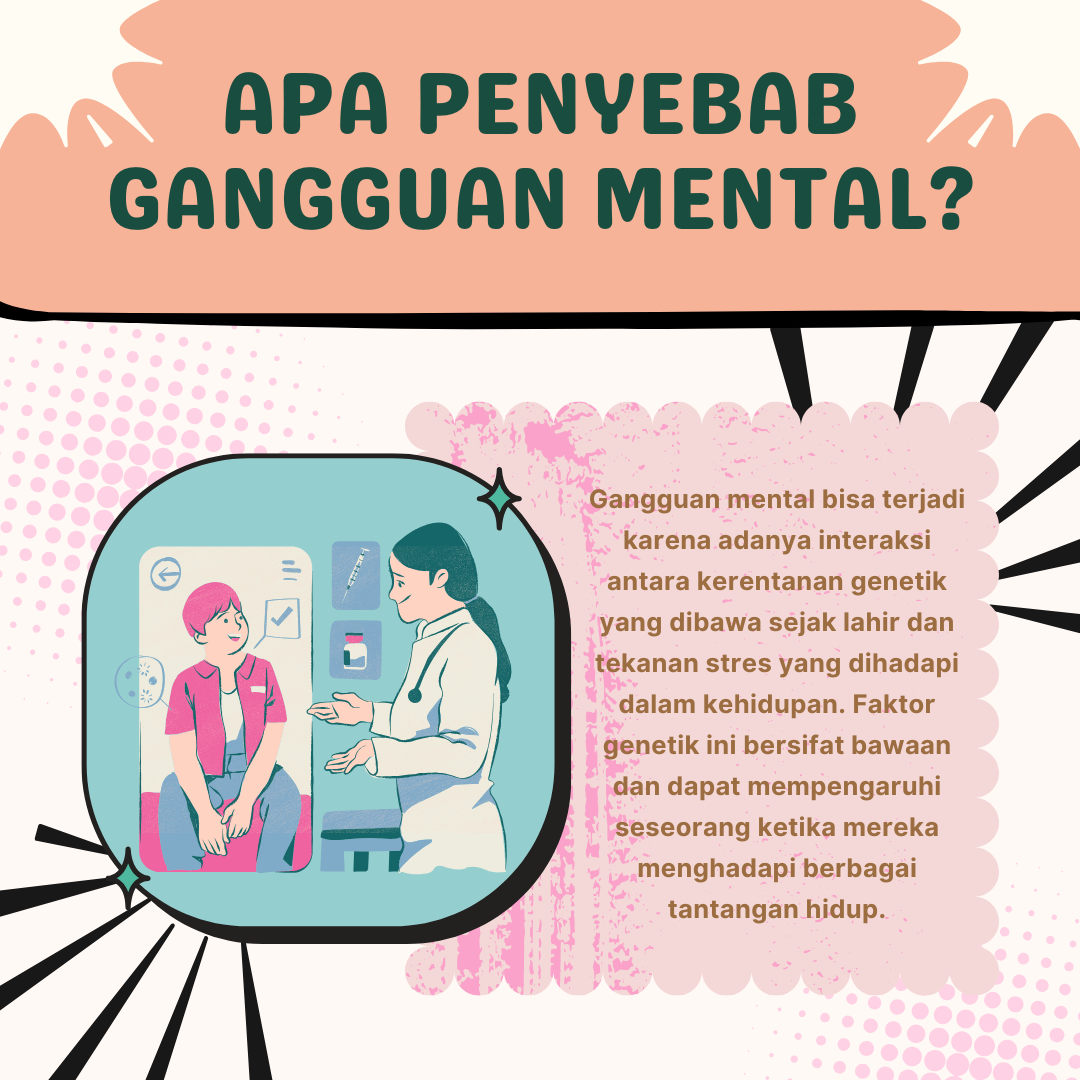 APA PENYEBAB
GANGGUAN MENTAL?
Gangguan mental bisa terjadi
karena adanya interaksi
antara kerentanan genetik
yang dibawa sejak lahir dan
tekanan stres yang dihadapi
dalam kehidupan. Faktor
genetik ini bersifat bawaan
dan dapat mempengaruhi
seseorang ketika mereka
menghadapi berbagai
tantangan hidup.